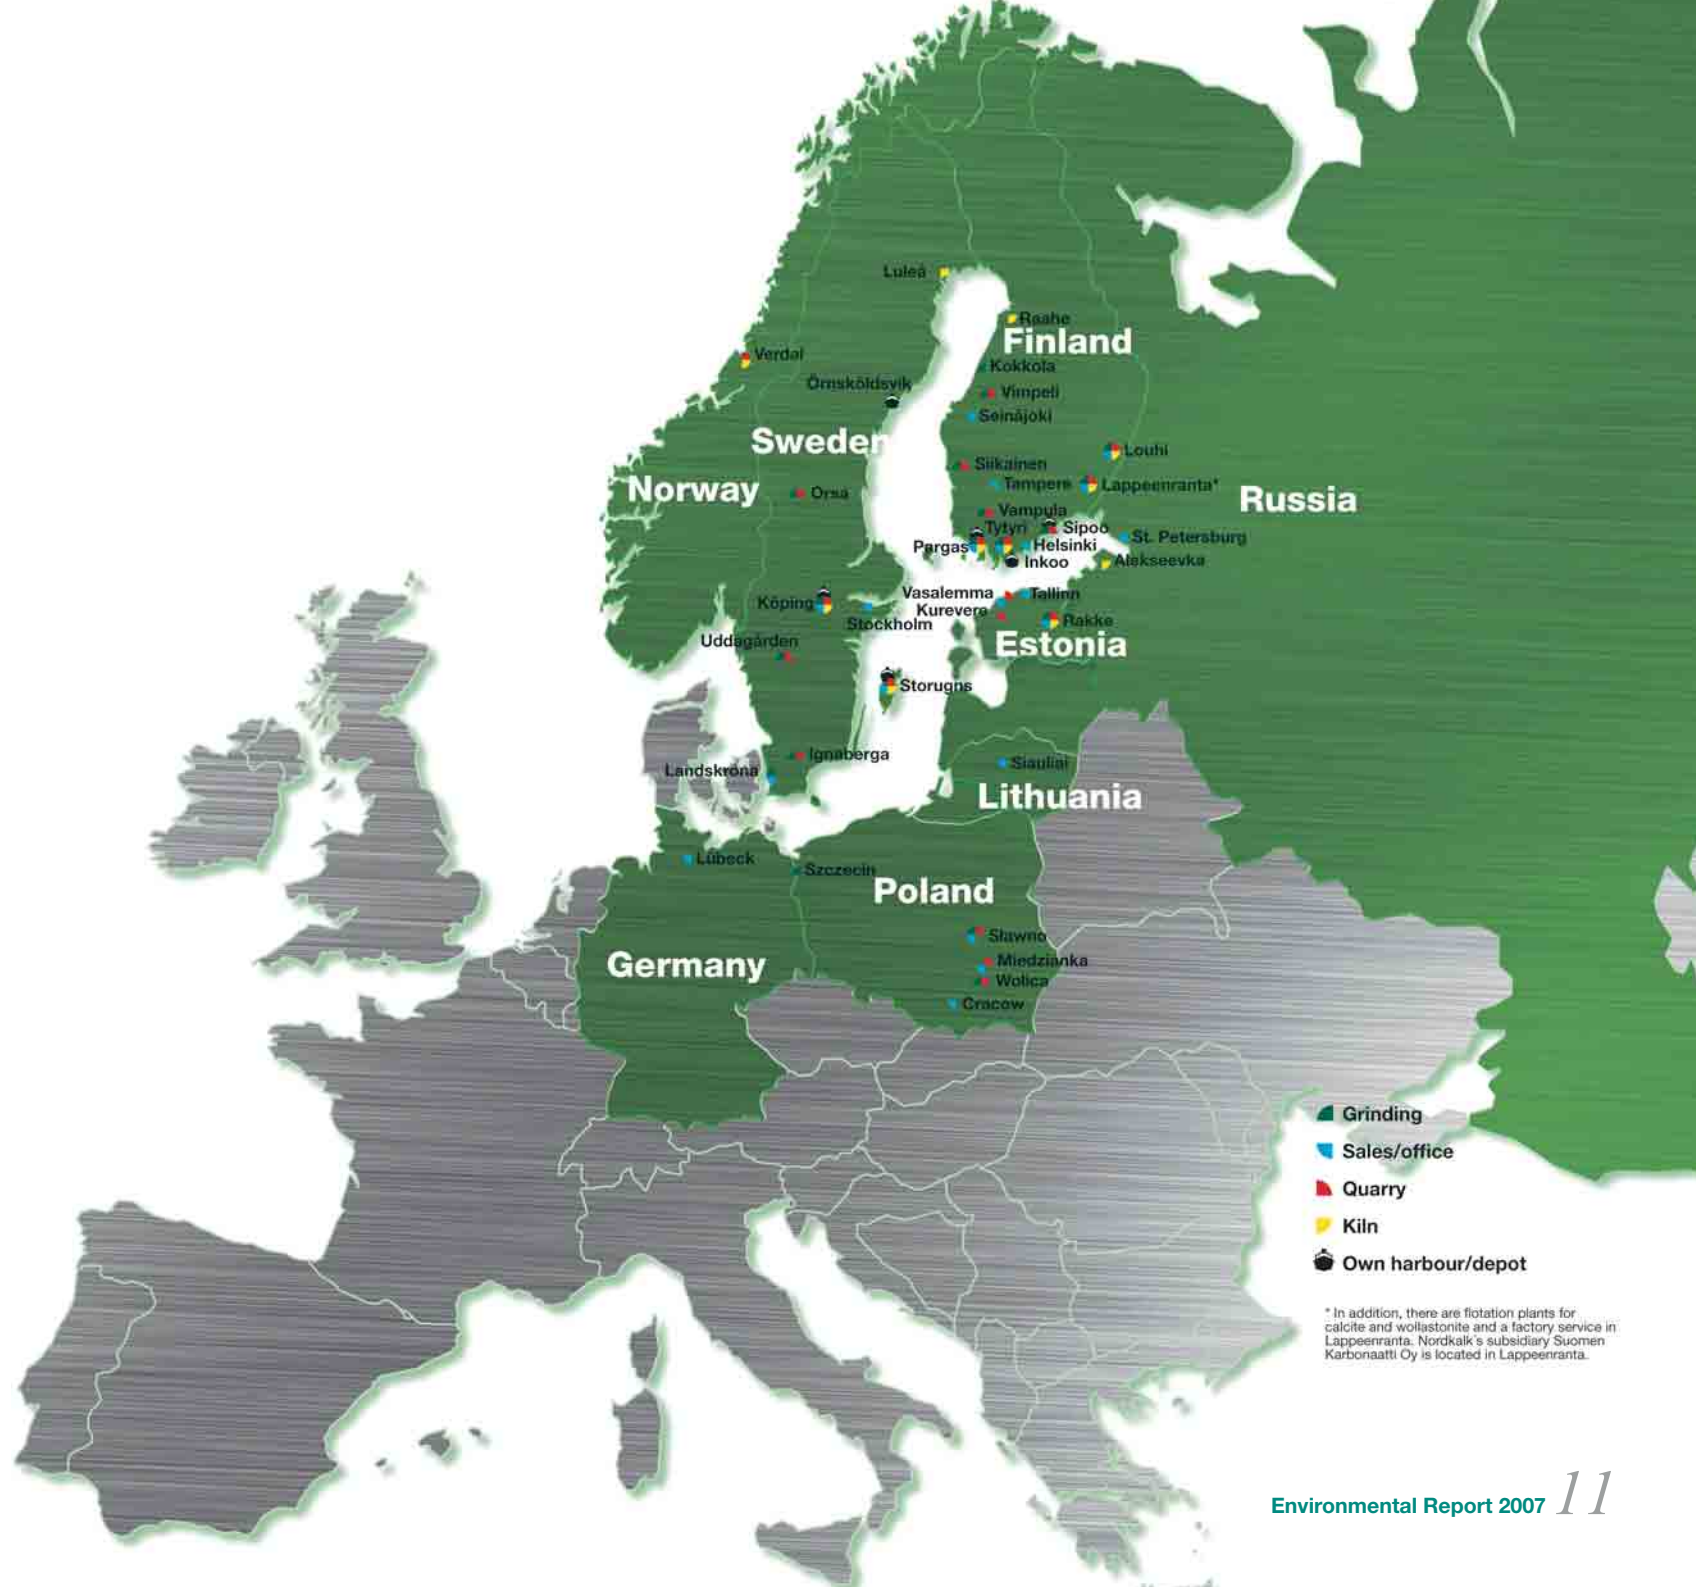 Luleå
Raahe
Finland
Verdal
Kokkola
Örnsköldsvik
Vimpeli
Seinäjoki
Sweden
Louhi
Siikainen
Tampere
Lappeenranta*
Norway
Orsa
Russia
Vampula
Tytyri
Sipoo
St. Petersburg
Pargas
Helsinki
Inkoo
Alekseevka
Vasalemma
Tallinn
Köping
Kurevere
Stockholm
Rakke
Uddagården
Estonia
Storugns
Ignaberga
Landskrona
Siauliai
Lithuania
Lübeck
Szczecin
Poland
Slawno
Miedzianka
Germany
Wolica
Cracow
Grinding
Sales/office
Quarry
Kiln
Own harbour/depot
* In addition, there are flotation plants for
calcite and wollastonite and a factory service in
Lappeenranta. Nordkalk´s subsidiary Suomen
Karbonaatti Oy is located in Lappeenranta.
Environmental Report 2007 11